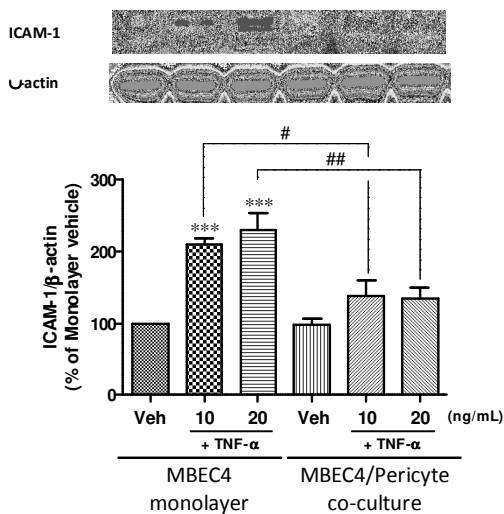 ICAM-1
υ-actin
#
##
300
200
100
0
***
***
ICAM-1/β-actin
(% of Monolayer vehicle)
Veh 10 20 Veh 10 20 (ng/mL)
+ TNF-α + TNF-α
MBEC4 MBEC4/Pericyte
monolayer co-culture